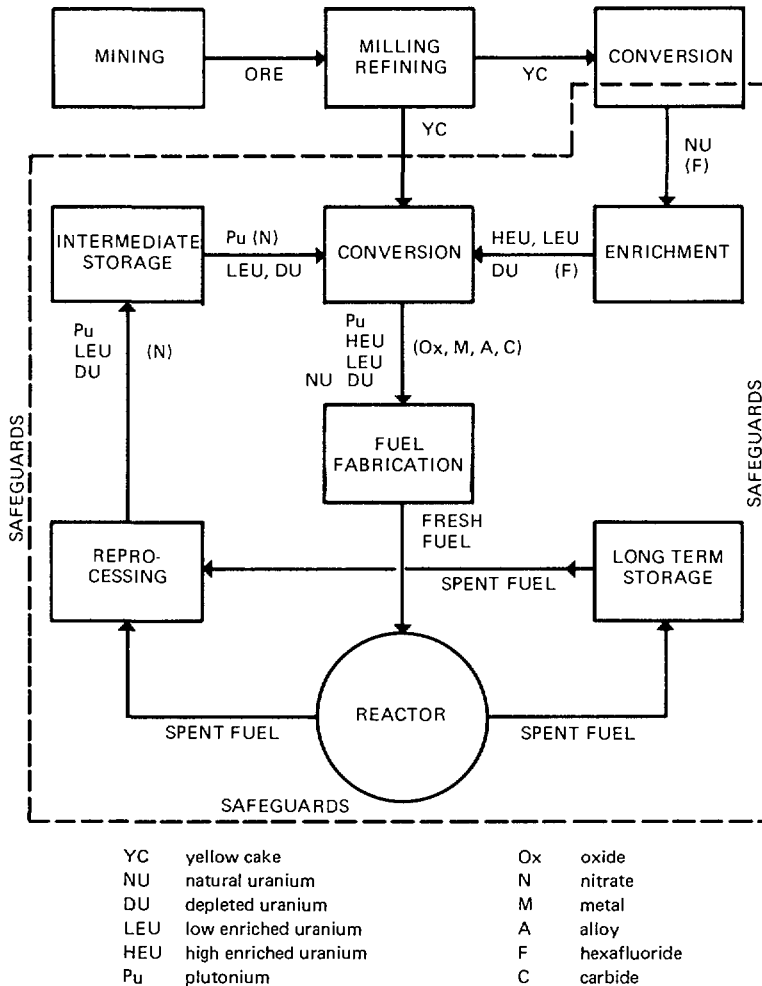 MINING
ORE
MILLING
REFINING
YC
CONVERSION
YC
NU
(F)
INTERMEDIATE
STORAGE
Pu (N)
LEU, DU
CONVERSION
HEU, LEU
DU (F)
ENRICHMENT
Pu
LEU
DU
(N)
Pu
HEU
LEU
NU DU
(Ox, M, A, C)
SAFEGUARDS
FUEL
FABRICATION
SAFEGUARDS
FRESH
FUEL
REPRO-
CESSING
SPENT FUEL
LONG TERM
STORAGE
SPENT FUEL
REACTOR
SPENT FUEL
SAFEGUARDS
YC yellow cake
NU natural uranium
DU depleted uranium
LEU low enriched uranium
HEU high enriched uranium
Pu plutonium
Ox oxide
N nitrate
M metal
A alloy
F hexafluoride
C carbide